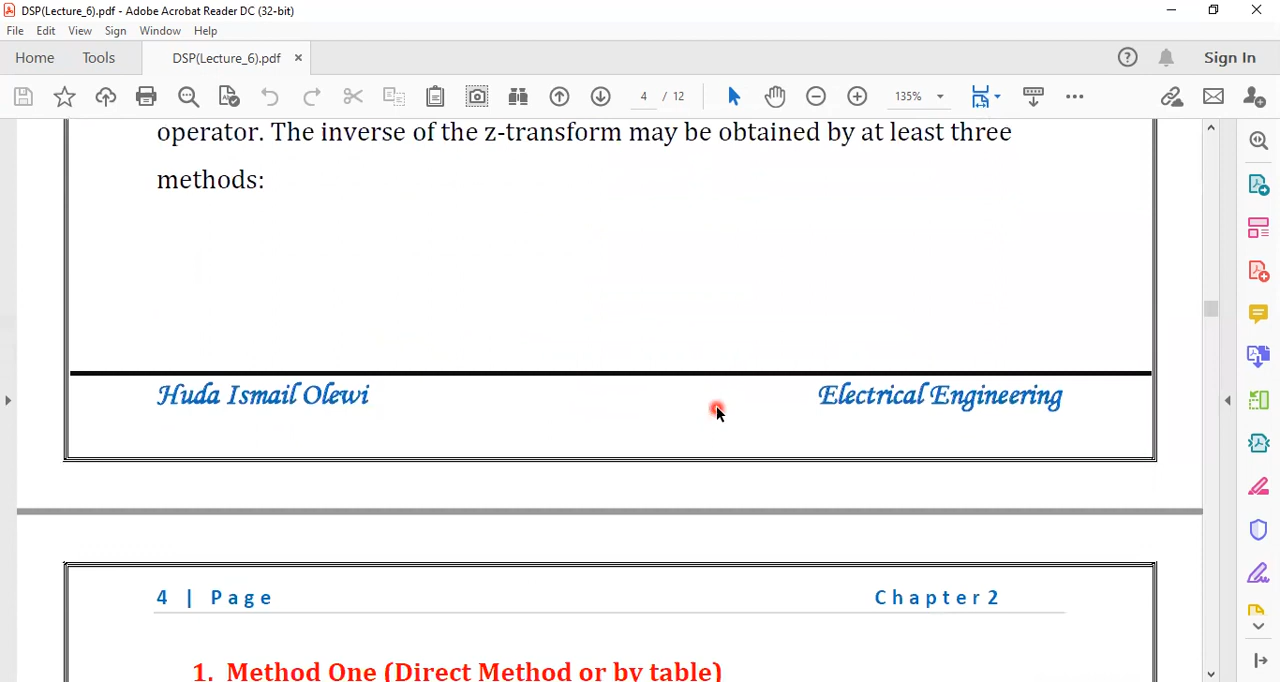 DSP(Lecture_6).pdf - Adobe Acrobat Reader DC (32-bit)
File Edit View Sign Window Help
Home Tools DSP(Lecture_6).pdf × Sign In
4 / 12 135%
operator. The inverse of the z-transform may be obtained by at least three
methods:
Huda Ismail Olewi Electrical Engineering
4 | Page Chapter2
1. Method One (Direct Method or by table)